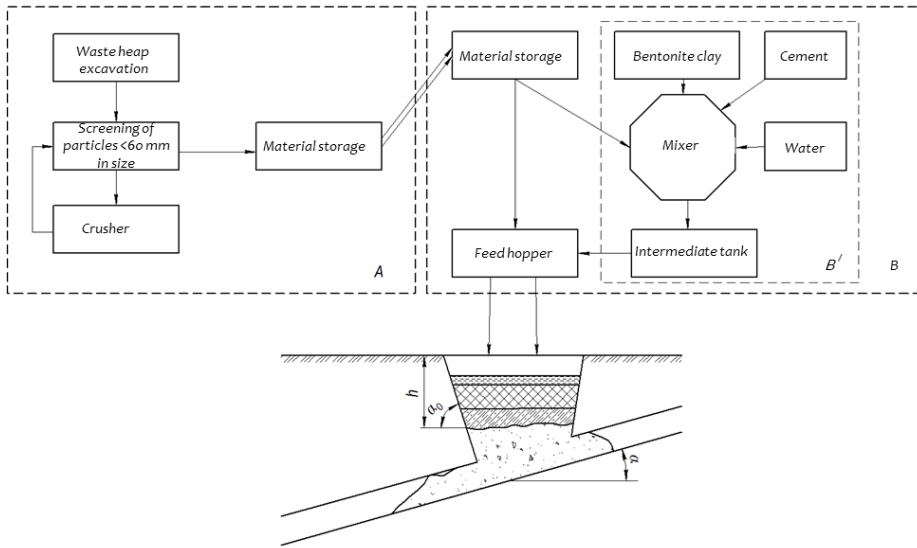 Waste heap
excavation
Screening of
particles <60 mm
in size
Crusher
Material storage
A
Material storage
Bentonite clay
Cement
Mixer
Water
Feed hopper
Intermediate tank
B′
B
h
α₀
α